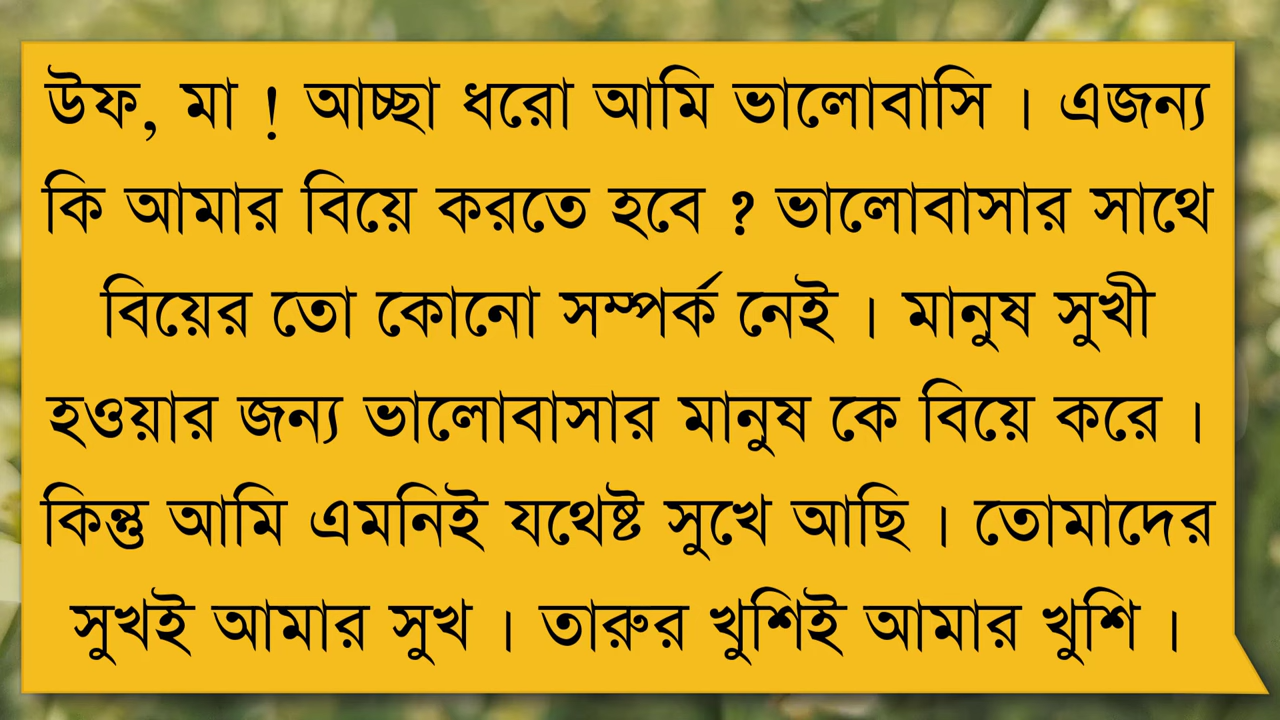 উফ, মা ! আচ্ছা ধরো আমি ভালোবাসি । এজন্য
কি আমার বিয়ে করতে হবে ? ভালোবাসার সাথে
বিয়ের তো কোনো সম্পর্ক নেই । মানুষ সুখী
হওয়ার জন্য ভালোবাসার মানুষ কে বিয়ে করে ।
কিন্তু আমি এমনিই যথেষ্ট সুখে আছি । তোমাদের
সুখই আমার সুখ । তারুর খুশিই আমার খুশি ।